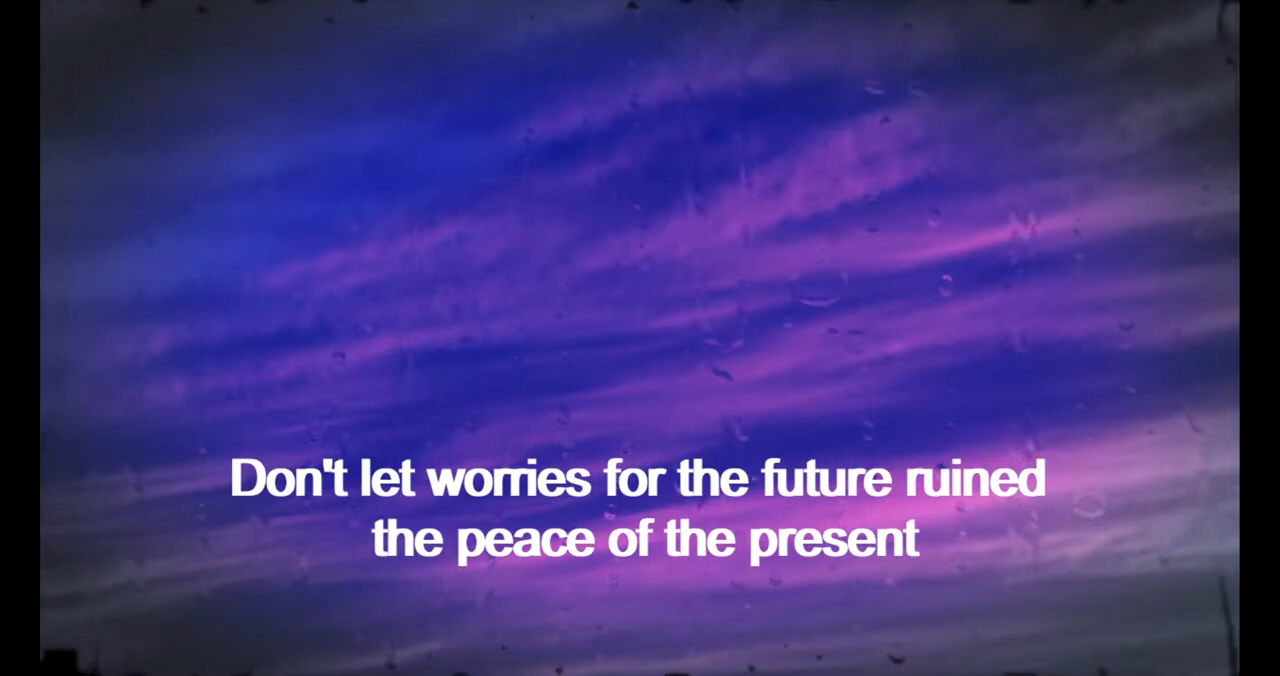 Don't let worries for the future ruined
the peace of the present